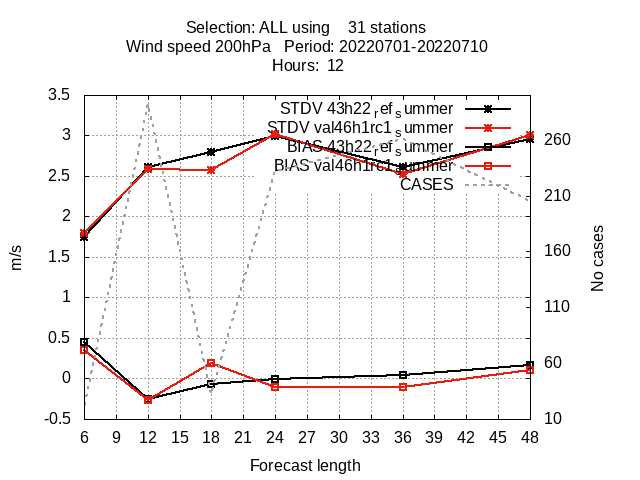 Selection: ALL using    31 stations
Wind speed 200hPa   Period: 20220701-20220710
Hours:  12
STDV 43h22_ref_summer
STDV val46h1rc1_summer
BIAS 43h22_ref_summer
BIAS val46h1rc1_summer
CASES
3.5
3
2.5
2
1.5
1
0.5
0
-0.5
m/s
260
210
160
110
60
10
No cases
6 9 12 15 18 21 24 27 30 33 36 39 42 45 48
Forecast length